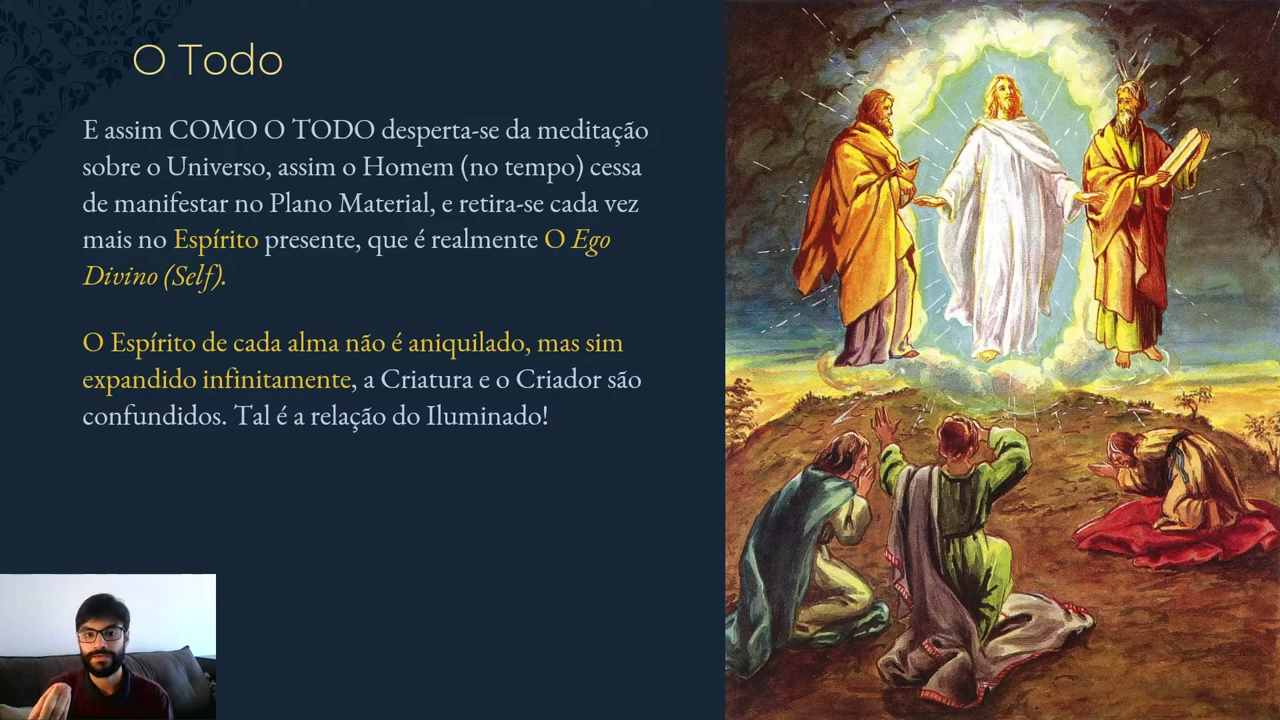 O Todo
E assim COMO O TODO desperta-se da meditação
sobre o Universo, assim o Homem (no tempo) cessa
de manifestar no Plano Material, e retira-se cada vez
mais no Espírito presente, que é realmente O Ego
Divino (Self).
O Espírito de cada alma não é aniquilado, mas sim
expandido infinitamente, a Criatura e o Criador são
confundidos. Tal é a relação do Iluminado!